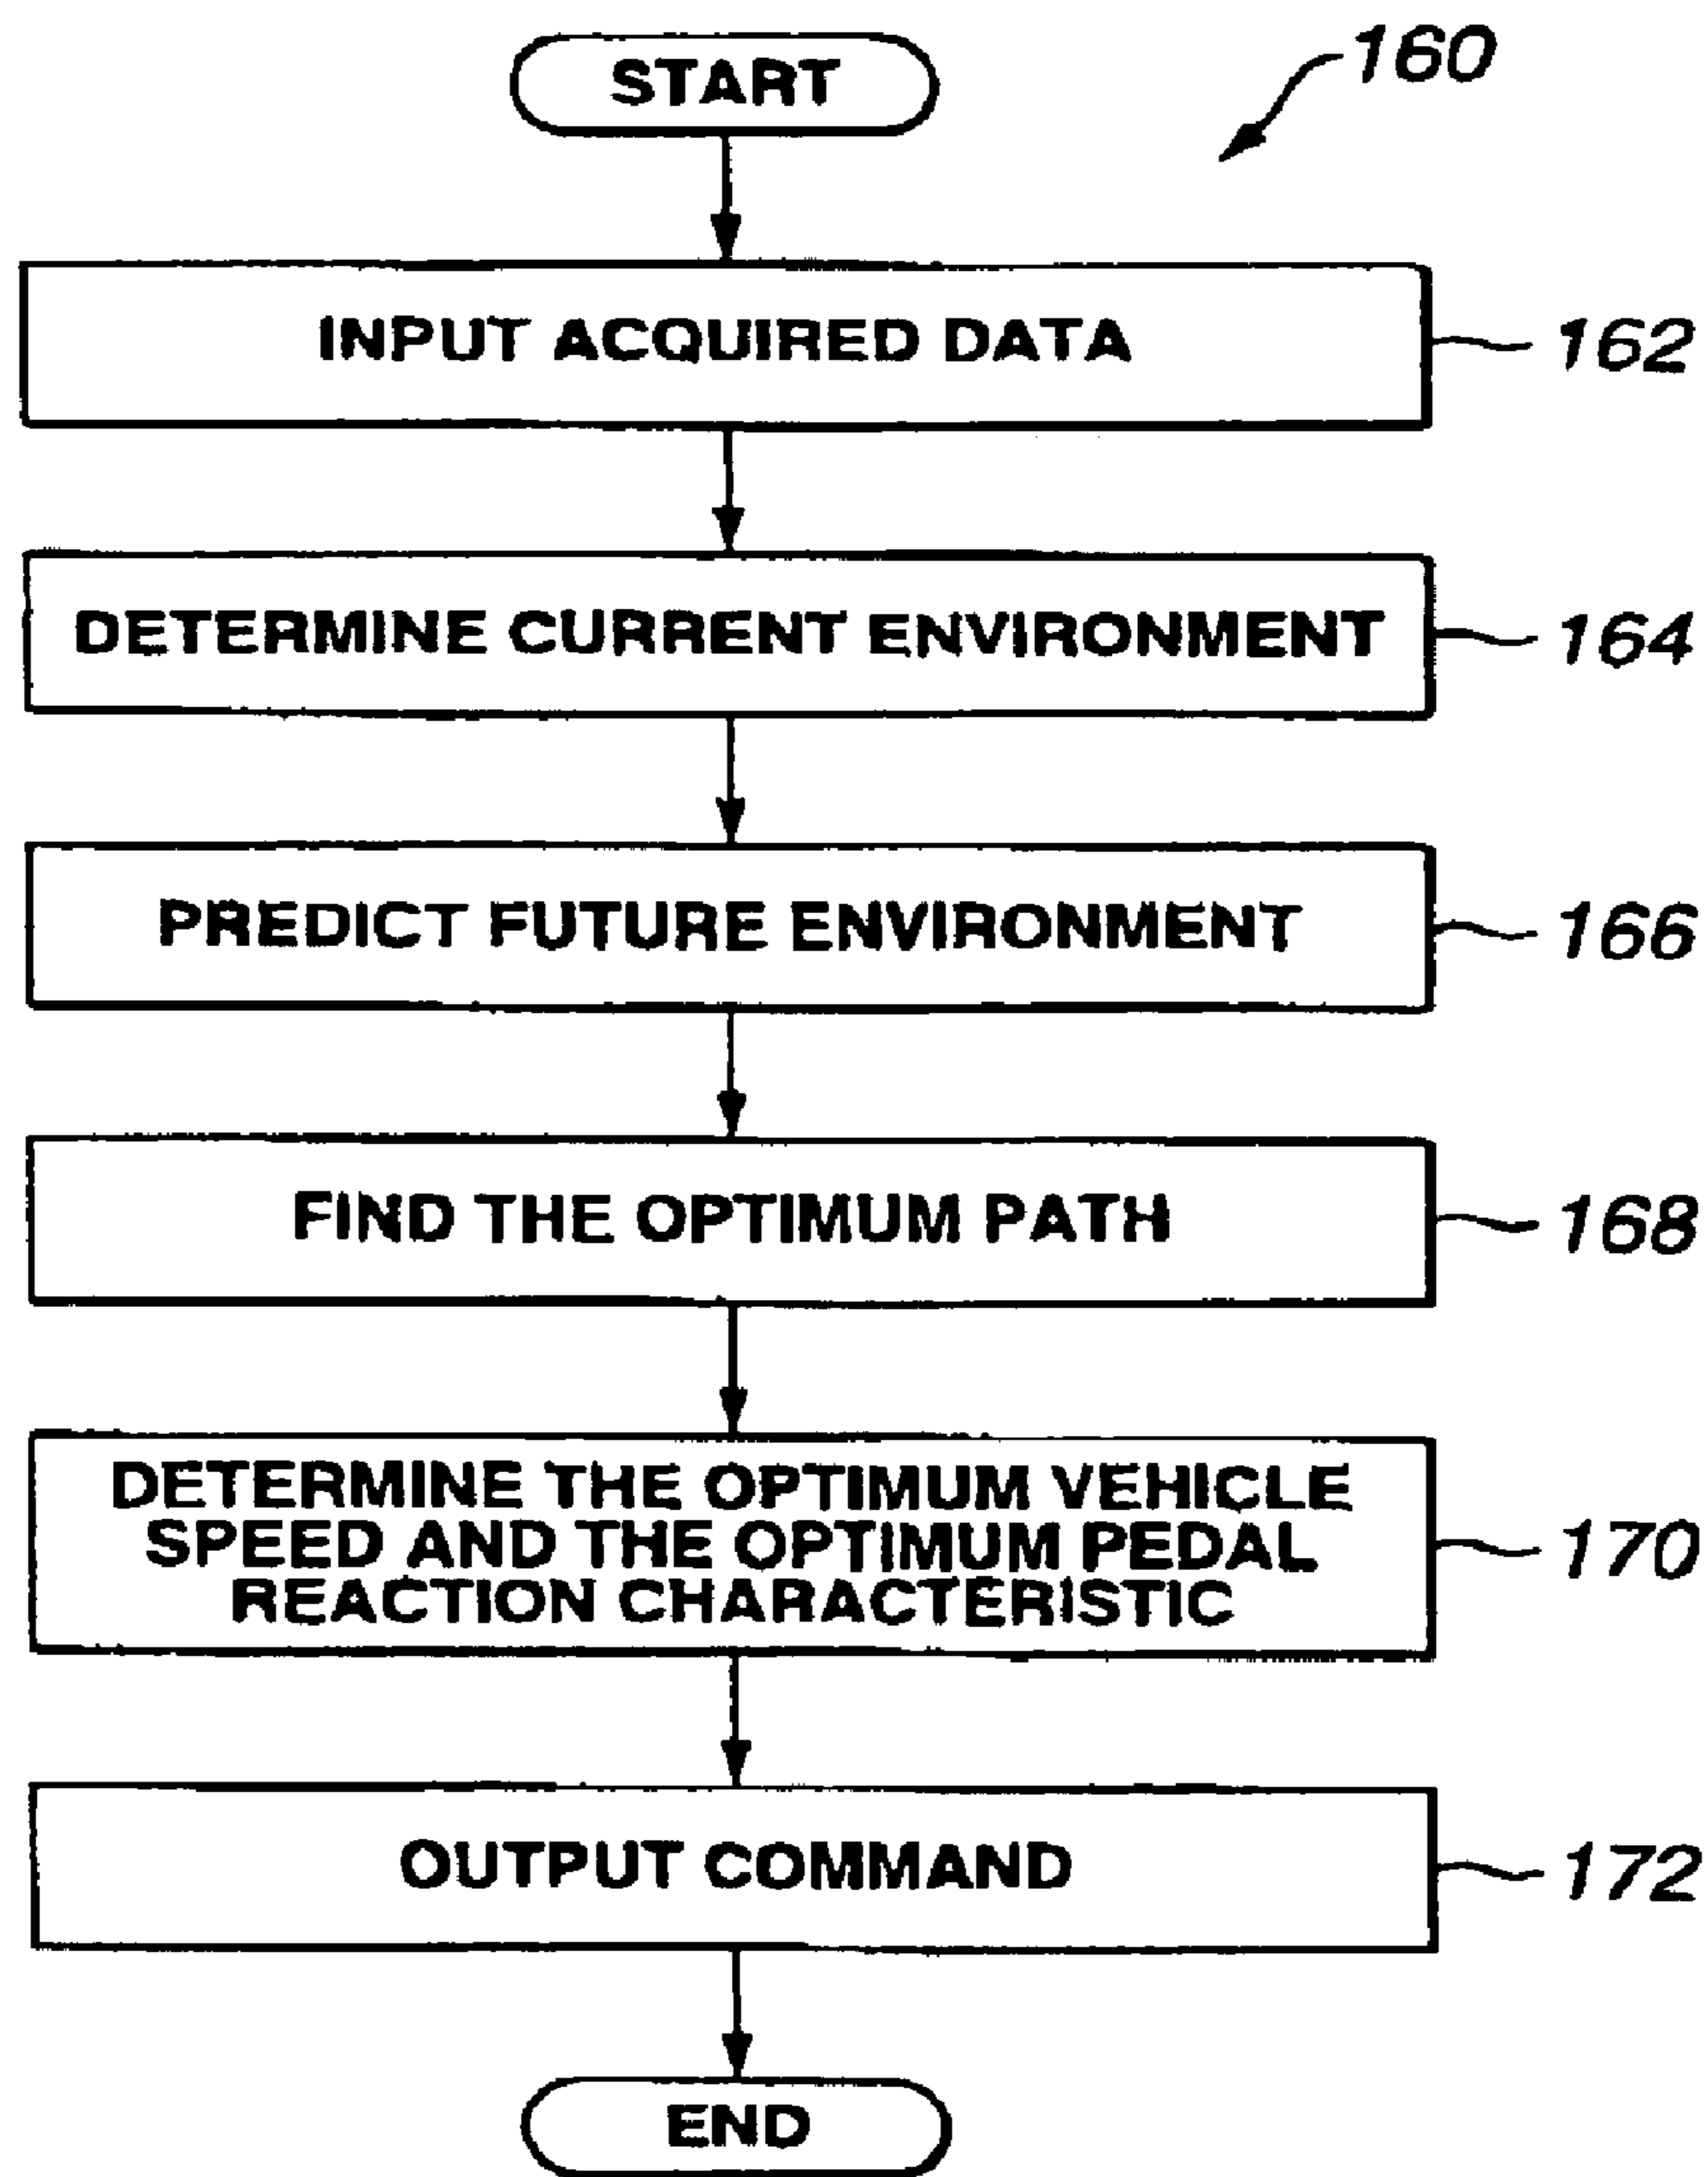 START
160
INPUT ACQUIRED DATA
162
DETERMINE CURRENT ENVIRONMENT
164
PREDICT FUTURE ENVIRONMENT
166
FIND THE OPTIMUM PATH
168
DETERMINE THE OPTIMUM VEHICLE
SPEED AND THE OPTIMUM PEDAL
REACTION CHARACTERISTIC
170
OUTPUT COMMAND
172
END